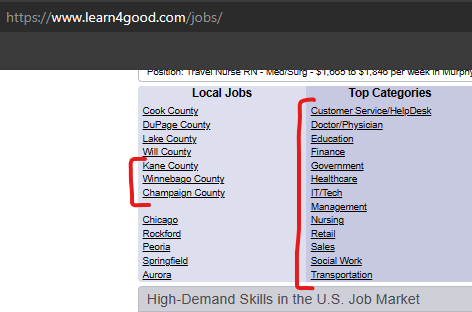 https://www.learn4good.com/jobs/
Position: Travel Nurse RN - Med/Surg - $1,665 to $1,846 per week in Murphy
Local Jobs
Cook County
DuPage County
Lake County
Will County
Kane County
Winnebago County
Champaign County
Chicago
Rockford
Peoria
Springfield
Aurora
Top Categories
Customer Service/HelpDesk
Doctor/Physician
Education
Finance
Government
Healthcare
IT/Tech
Management
Nursing
Retail
Sales
Social Work
Transportation
High-Demand Skills in the U.S. Job Market